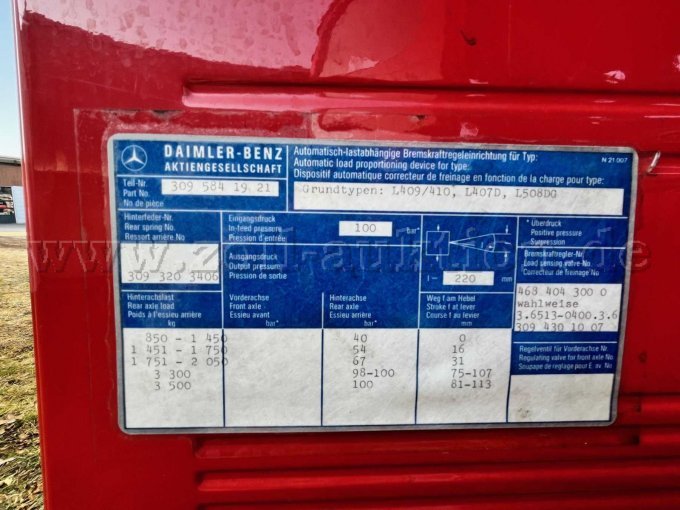 DAIMLER-BENZ
AKTIENGESELLSCHAFT
Automatisch-lastabhängige Bremskraftregeleinrichtung für Typ:
Automatic load proportioning device for type:
Dispositif automatique correcteur de freinage en fonction de la charge pour type:
N 21 007
Teil-Nr.
Part No.
No de pièce
309 584 19 21
Grundtypen: L409/410, L407D, L508DG
Hinterfeder-Nr.
Rear spring No.
Ressort arrière No
309 320 3406
Eingangsdruck
In-feed pressure
Pression d'entrée
100
bar*
Ausgangsdruck
Output pressure
Pression de sortie
f
l = 220 mm
* Überdruck
Positive pressure
Surpression
Bremskraftregler-Nr.
Load sensing valve No
Correcteur de freinage No
468 404 300 0
wahlweise
3.6513-0400.3.6
309 430 10 07
Hinterachslast
Rear axle load
Poids à l'essieu arrière
kg
Vorderachse
Front axle
Essieu avant
bar*
Hinterachse
Rear axle
Essieu arrière
bar*
Weg f am Hebel
Stroke f at lever
Course f au levier
mm
850 - 1 450 40 0
1 451 - 1 750 54 16
1 751 - 2 050 67 31
3 300 98-100 75-107
3 500 100 81-113
Regelventil für Vorderachse Nr.
Regulating valve for front axle No
Soupape de reglage pour E. av. No
www.zoll-auktion.de